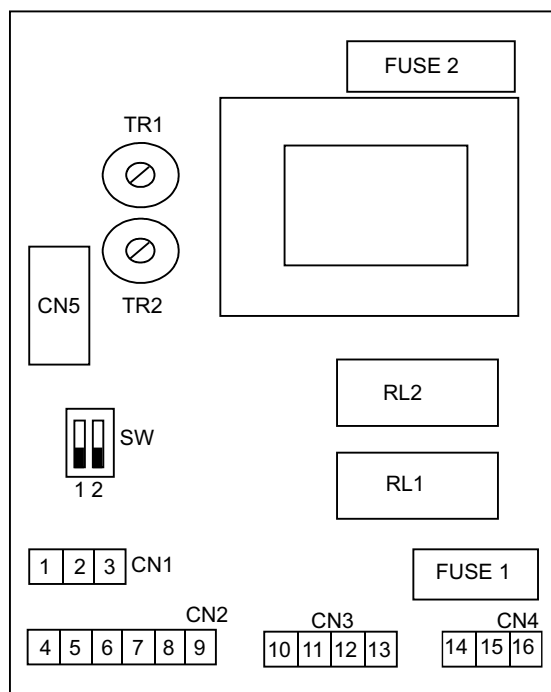 FUSE 2
TR1
TR2
CN5
RL2
SW
1 2
RL1
1 2 3 CN1
FUSE 1
CN2
CN3
CN4
4 5 6 7 8 9
10 11 12 13
14 15 16